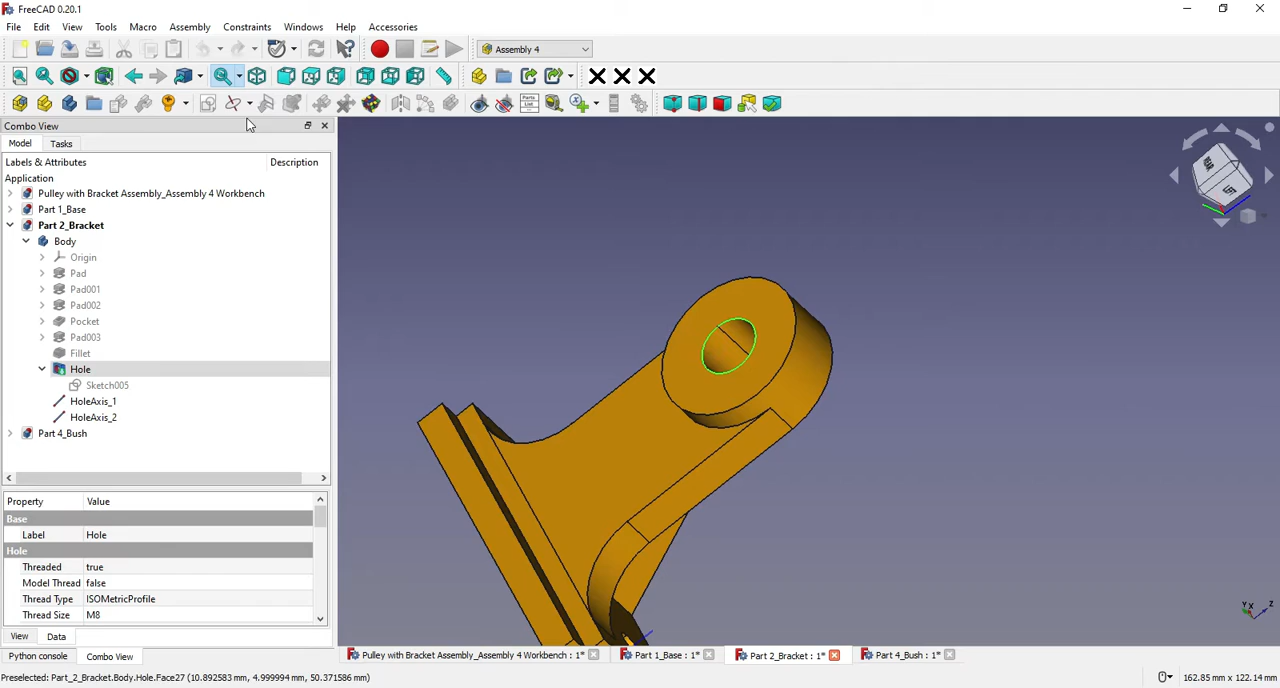 FreeCAD 0.20.1
File Edit View Tools Macro Assembly Constraints Windows Help Accessories
Assembly 4
Combo View
Model Tasks
Labels & Attributes Description
Application
Pulley with Bracket Assembly_Assembly 4 Workbench
Part 1_Base
Part 2_Bracket
Body
Origin
Pad
Pad001
Pad002
Pocket
Pad003
Fillet
Hole
Sketch005
HoleAxis_1
HoleAxis_2
Part 4_Bush
Property Value
Base
Label Hole
Hole
Threaded true
Model Thread false
Thread Type ISOMetricProfile
Thread Size M8
View Data
Python console Combo View
Pulley with Bracket Assembly_Assembly 4 Workbench : 1* Part 1_Base : 1* Part 2_Bracket : 1* Part 4_Bush : 1*
Y X Z
Preselected: Part_2_Bracket.Body.Hole.Face27 (10.892583 mm, 4.999994 mm, 50.371586 mm) 162.85 mm x 122.14 mm